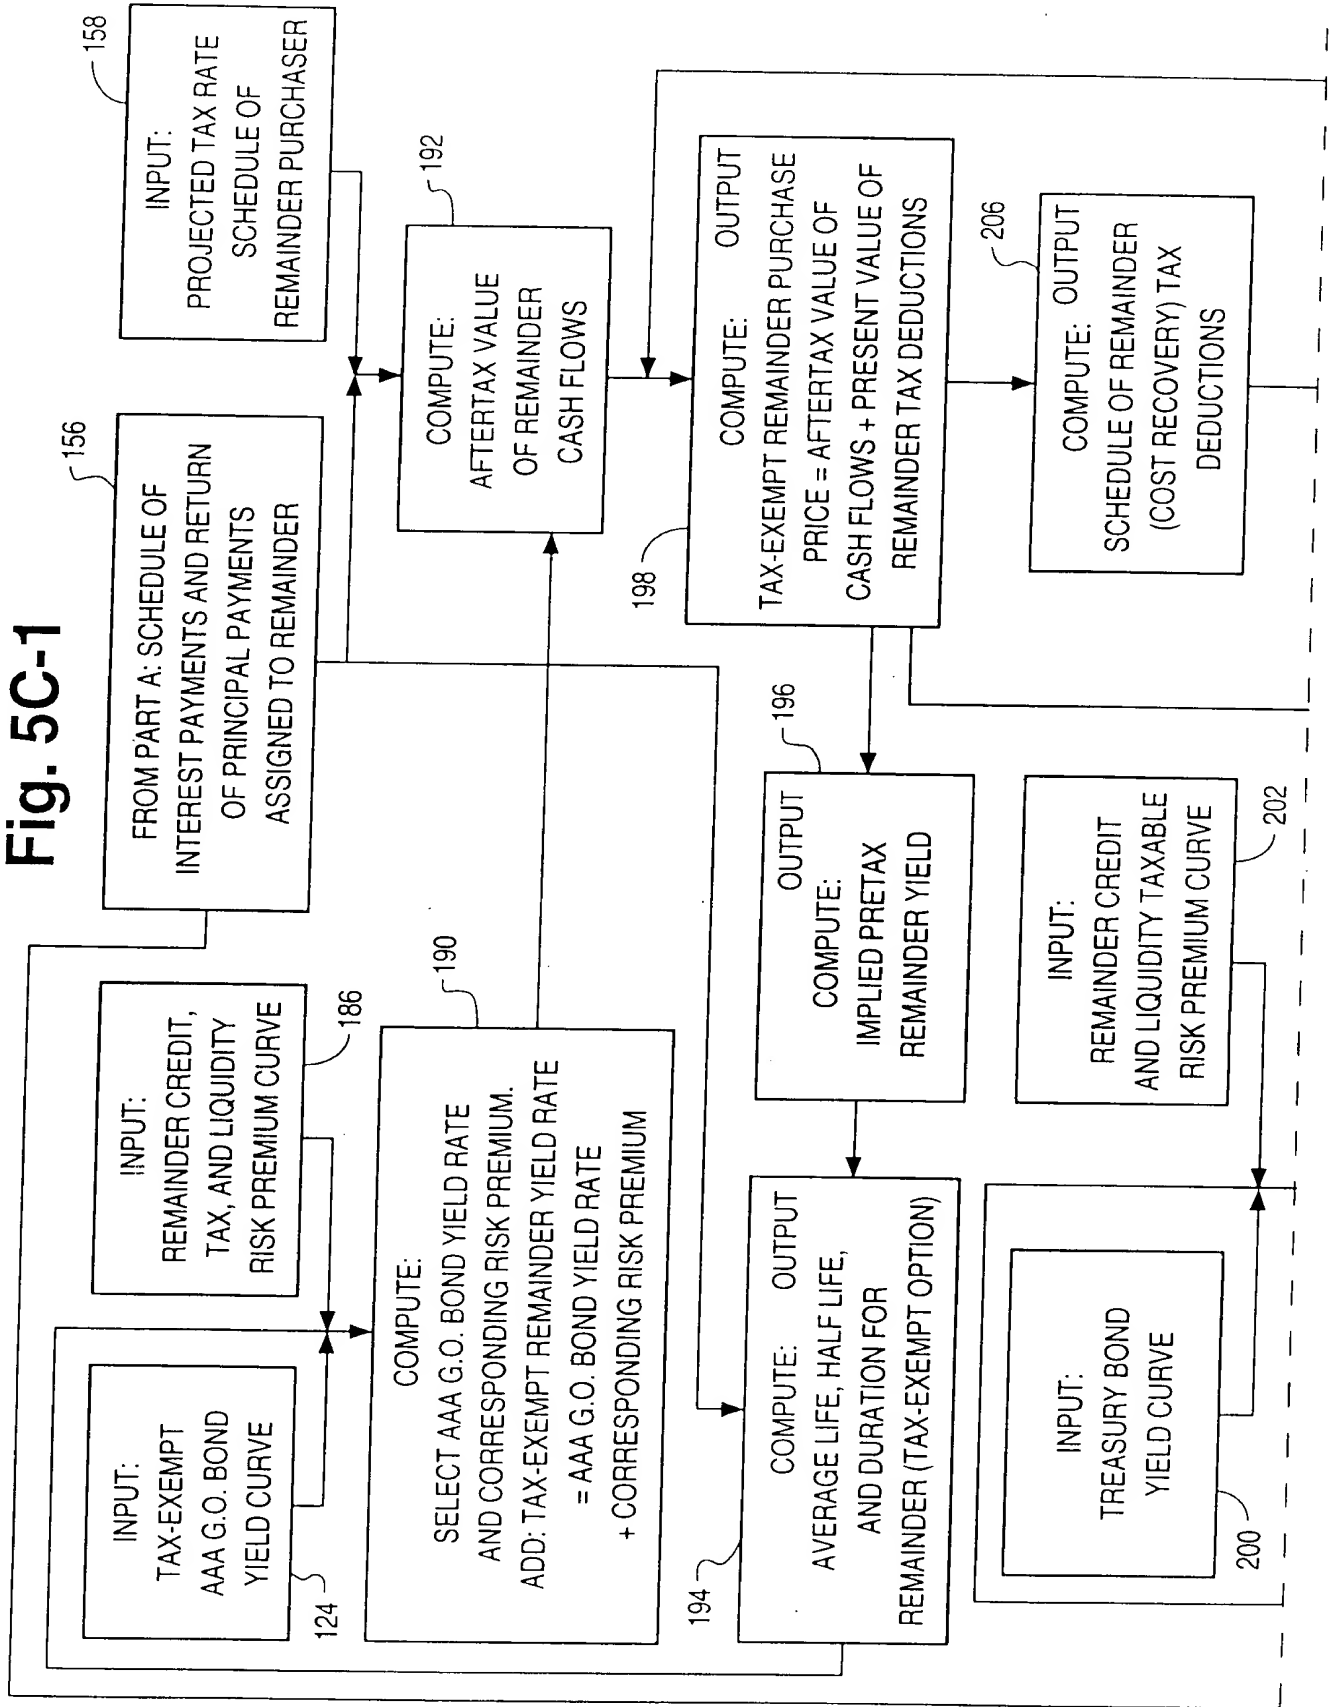 Fig. 5C-1
INPUT:
TAX-EXEMPT
AAA G.O. BOND
YIELD CURVE
124
INPUT:
REMAINDER CREDIT,
TAX, AND LIQUIDITY
RISK PREMIUM CURVE
186
FROM PART A: SCHEDULE OF
INTEREST PAYMENTS AND RETURN
OF PRINCIPAL PAYMENTS
ASSIGNED TO REMAINDER
156
INPUT:
PROJECTED TAX RATE
SCHEDULE OF
REMAINDER PURCHASER
158
COMPUTE:
SELECT AAA G.O. BOND YIELD RATE
AND CORRESPONDING RISK PREMIUM.
ADD: TAX-EXEMPT REMAINDER YIELD RATE
= AAA G.O. BOND YIELD RATE
+ CORRESPONDING RISK PREMIUM
190
COMPUTE:
AFTERTAX VALUE
OF REMAINDER
CASH FLOWS
192
COMPUTE: OUTPUT
AVERAGE LIFE, HALF LIFE,
AND DURATION FOR
REMAINDER (TAX-EXEMPT OPTION)
194
OUTPUT
COMPUTE:
IMPLIED PRETAX
REMAINDER YIELD
196
COMPUTE: OUTPUT
TAX-EXEMPT REMAINDER PURCHASE
PRICE = AFTERTAX VALUE OF
CASH FLOWS + PRESENT VALUE OF
REMAINDER TAX DEDUCTIONS
198
INPUT:
TREASURY BOND
YIELD CURVE
200
INPUT:
REMAINDER CREDIT
AND LIQUIDITY TAXABLE
RISK PREMIUM CURVE
202
COMPUTE: OUTPUT
SCHEDULE OF REMAINDER
(COST RECOVERY) TAX
DEDUCTIONS
206